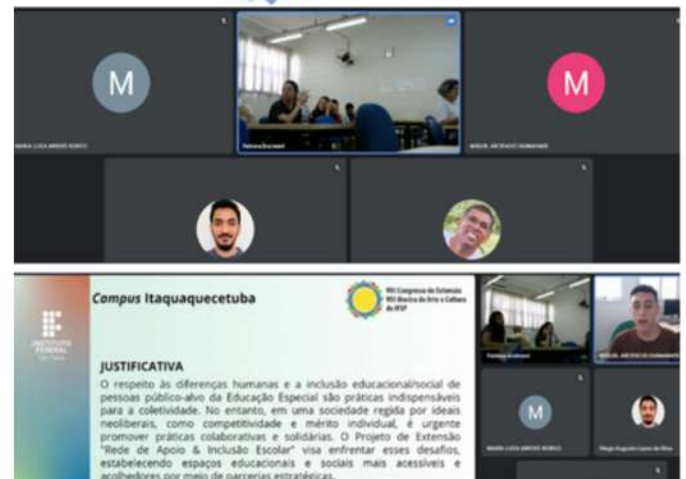 M
M
Campus Itaquaquecetuba
VIII Congresso de Extensão
VIII Mostra de Arte e Cultura
do IFSP
INSTITUTO
FEDERAL
São Paulo
JUSTIFICATIVA
O respeito às diferenças humanas e a inclusão educacional/social de
pessoas público-alvo da Educação Especial são práticas indispensáveis
para a coletividade. No entanto, em uma sociedade regida por ideais
neoliberais, como competitividade e mérito individual, é urgente
promover práticas colaborativas e solidárias. O Projeto de Extensão
"Rede de Apoio & Inclusão Escolar" visa enfrentar esses desafios,
estabelecendo espaços educacionais e sociais mais acessíveis e
acolhedores por meio de parcerias estratégicas.
M